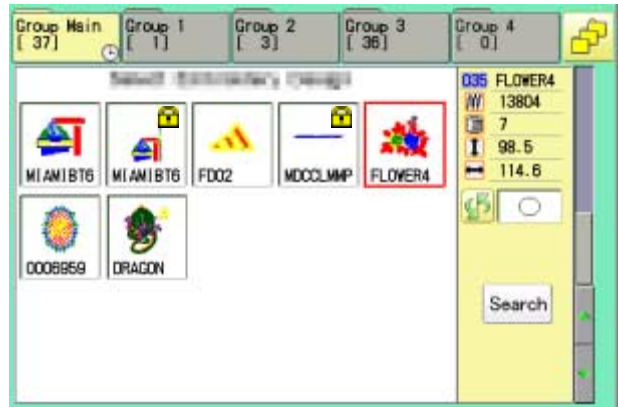 Group Main
[ 37]
Group 1
[ 1]
Group 2
[ 3]
Group 3
[ 36]
Group 4
[ 0]
035 FLOWER4
13804
7
98.5
114.6
MIAMIBT6
MIAMIBT6
FD02
MDCCLMMP
FLOWER4
0006959
DRAGON
Search